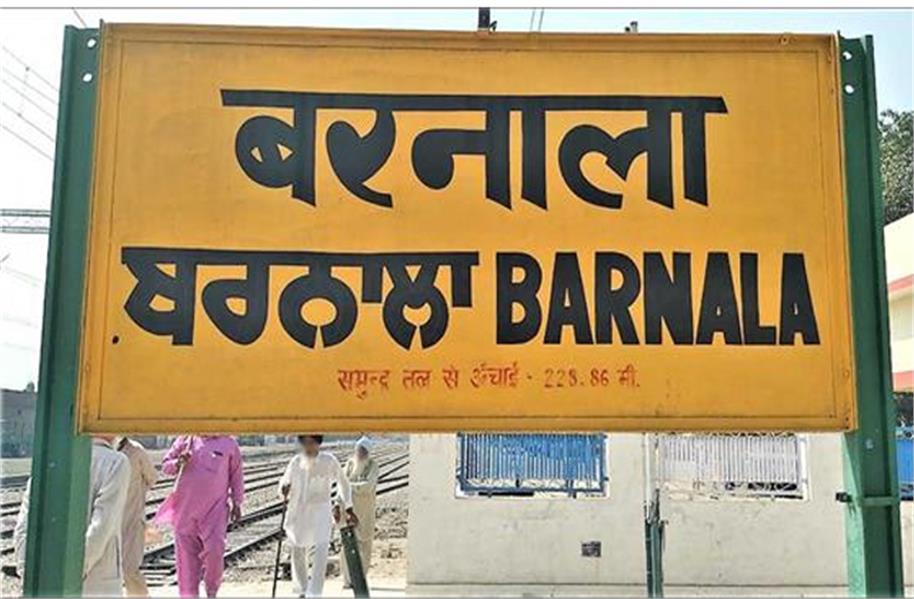 बरनाला
ਬਰਨਾਲਾ BARNALA
समुन्द्र तल से ऊंचाई - 228.86 मी.